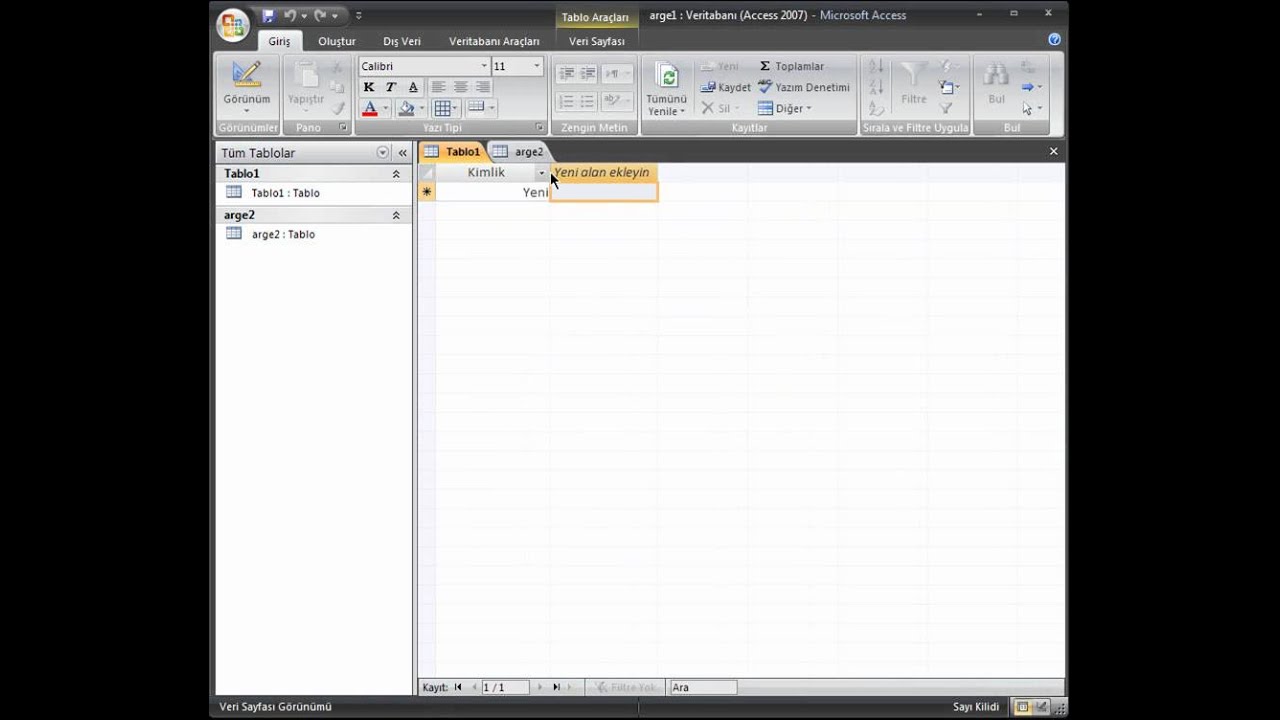 Tablo Araçları
arge1 : Veritabanı (Access 2007) - Microsoft Access
Giriş
Oluştur
Dış Veri
Veritabanı Araçları
Veri Sayfası
Görünüm
Görünümler
Yapıştır
Pano
Calibri
11
K T A
A
Yazı Tipi
Zengin Metin
Tümünü
Yenile
Yeni
Kaydet
Sil
Σ Toplamlar
Yazım Denetimi
Diğer
Kayıtlar
Filtre
Sırala ve Filtre Uygula
Bul
Bul
Tüm Tablolar
Tablo1
Tablo1 : Tablo
arge2
arge2 : Tablo
Tablo1
arge2
Kimlik
Yeni alan ekleyin
Yeni
Kayıt:
1 / 1
Filtre Yok
Ara
Veri Sayfası Görünümü
Sayı Kilidi